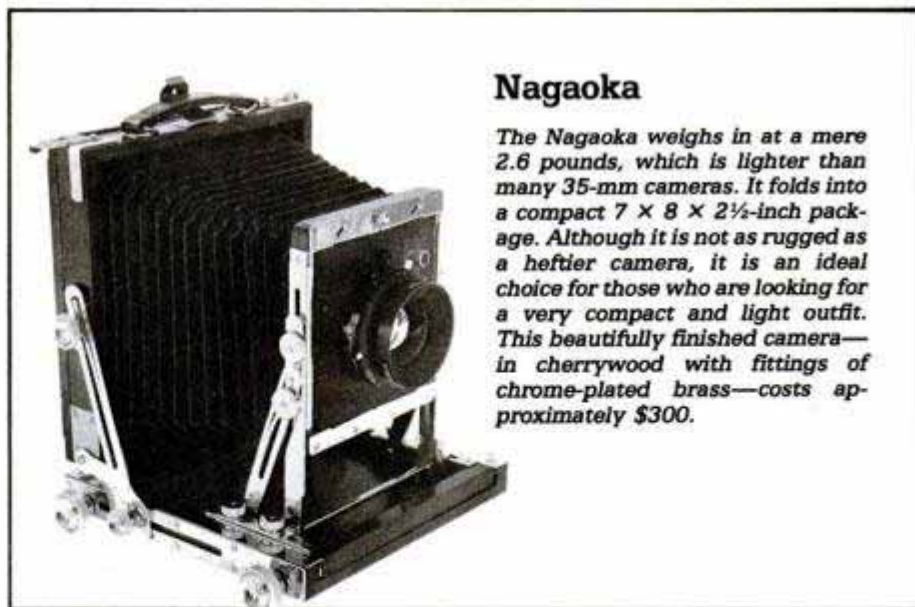 Nagaoka
The Nagaoka weighs in at a mere
2.6 pounds, which is lighter than
many 35-mm cameras. It folds into
a compact 7 × 8 × 2½-inch pack-
age. Although it is not as rugged as
a heftier camera, it is an ideal
choice for those who are looking for
a very compact and light outfit.
This beautifully finished camera—
in cherrywood with fittings of
chrome-plated brass—costs ap-
proximately $300.